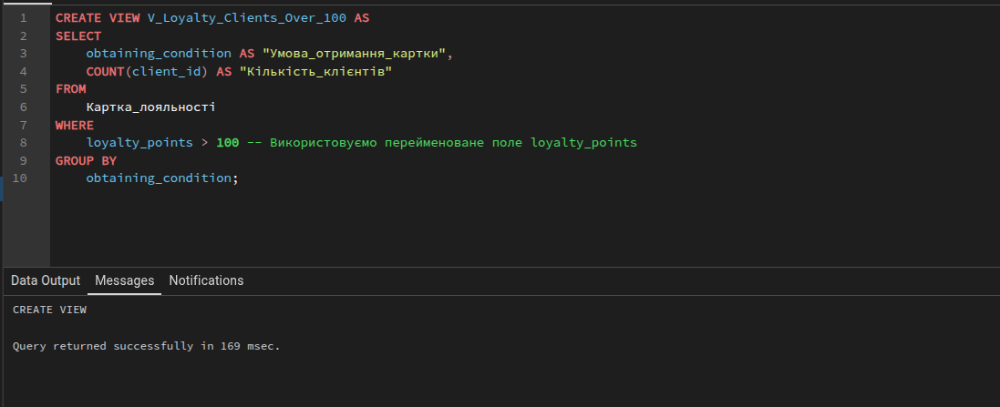 1 CREATE VIEW V_Loyalty_Clients_Over_100 AS
2 SELECT
3 obtaining_condition AS "Умова_отримання_картки",
4 COUNT(client_id) AS "Кількість_клієнтів"
5 FROM
6 Картка_лояльності
7 WHERE
8 loyalty_points > 100 -- Використовуємо перейменоване поле loyalty_points
9 GROUP BY
10 obtaining_condition;
Data Output Messages Notifications
CREATE VIEW
Query returned successfully in 169 msec.